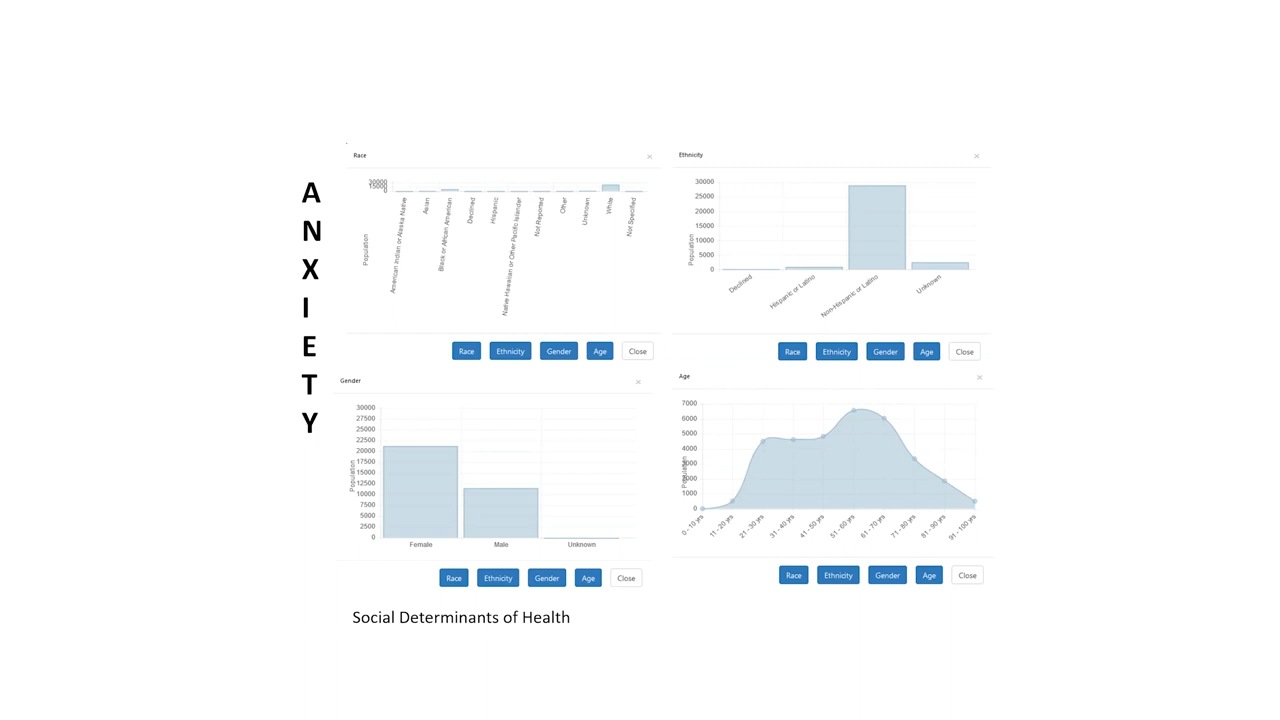 A
N
X
I
E
T
Y
Race ×
30000
15000
0
Population
American Indian or Alaska Native
Asian
Black or African American
Declined
Hispanic
Native Hawaiian or Other Pacific Islander
Not Reported
Other
Unknown
White
Not Specified
Race Ethnicity Gender Age Close
Ethnicity ×
30000
25000
20000
15000
10000
5000
0
Population
Declined
Hispanic or Latino
Non-Hispanic or Latino
Unknown
Race Ethnicity Gender Age Close
Gender ×
30000
27500
25000
22500
20000
17500
15000
12500
10000
7500
5000
2500
0
Population
Female Male Unknown
Race Ethnicity Gender Age Close
Age ×
7000
6000
5000
4000
3000
2000
1000
0
Population
0 - 10 yrs
11 - 20 yrs
21 - 30 yrs
31 - 40 yrs
41 - 50 yrs
51 - 60 yrs
61 - 70 yrs
71 - 80 yrs
81 - 90 yrs
91 - 100 yrs
Race Ethnicity Gender Age Close
Social Determinants of Health